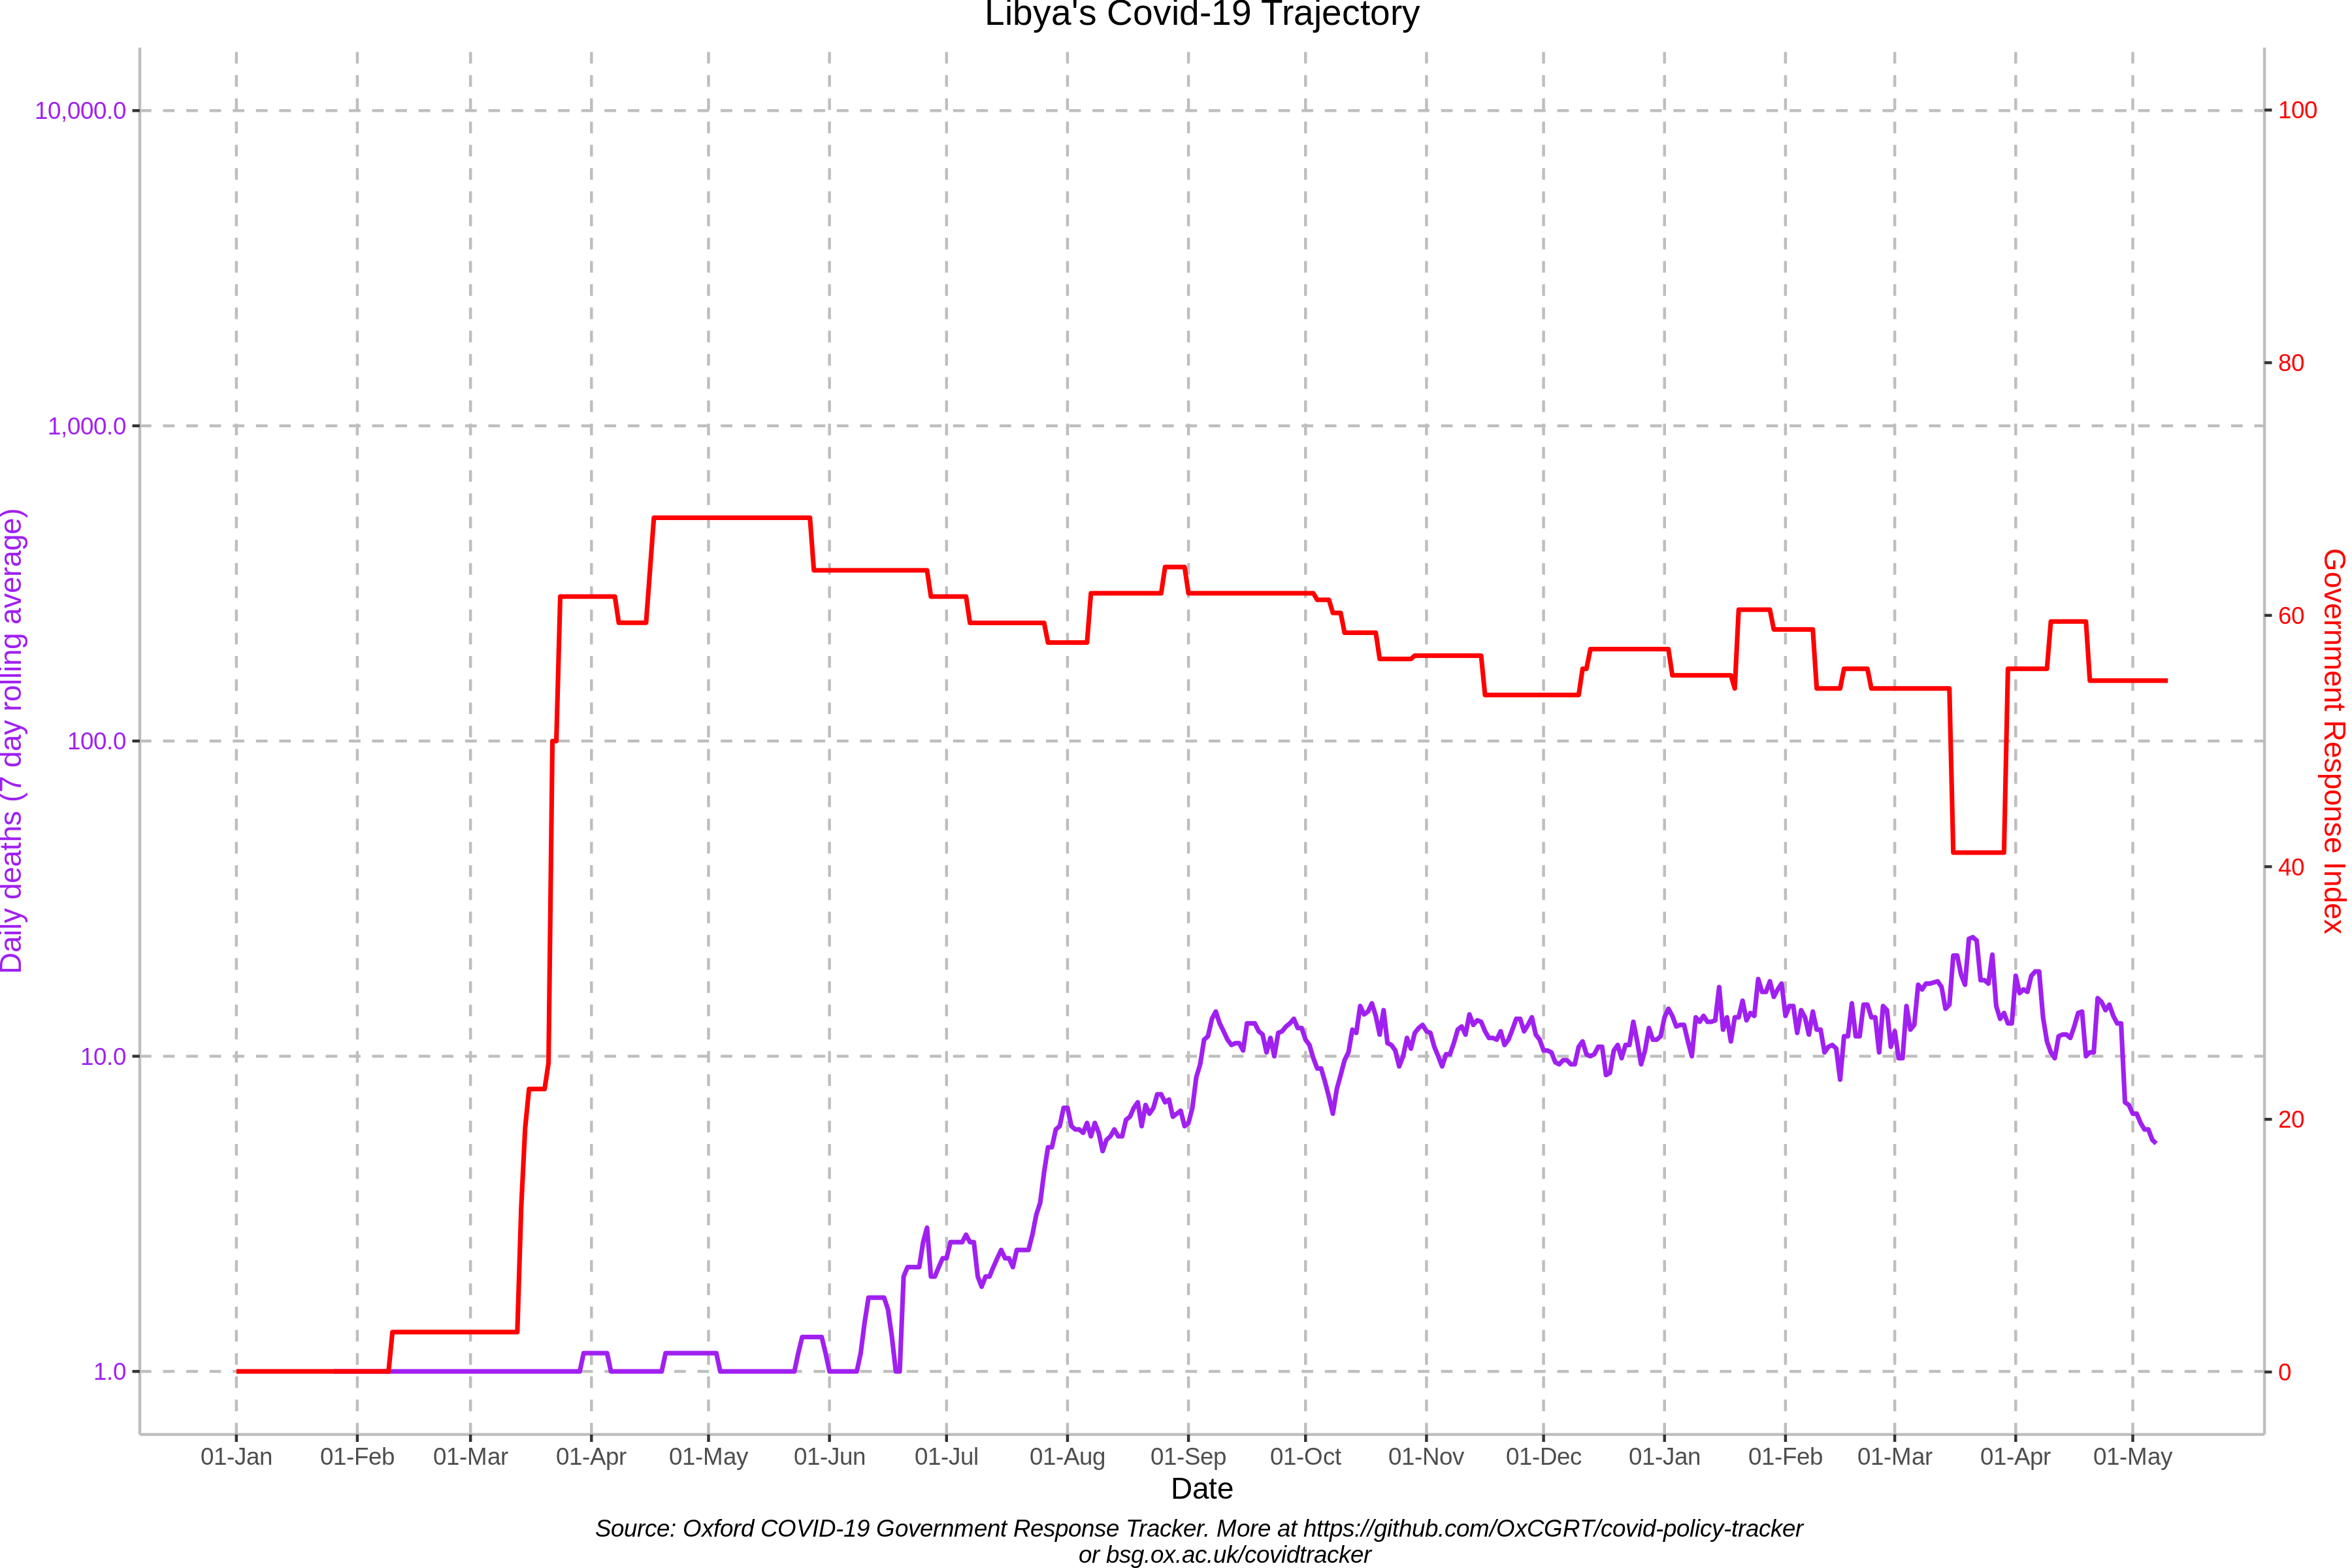 Libya's Covid-19 Trajectory
10,000.0
1,000.0
100.0
10.0
1.0
Daily deaths (7 day rolling average)
100
80
60
40
20
0
Government Response Index
01-Jan 01-Feb 01-Mar 01-Apr 01-May 01-Jun 01-Jul 01-Aug 01-Sep 01-Oct 01-Nov 01-Dec 01-Jan 01-Feb 01-Mar 01-Apr 01-May
Date
Source: Oxford COVID-19 Government Response Tracker. More at https://github.com/OxCGRT/covid-policy-tracker
or bsg.ox.ac.uk/covidtracker